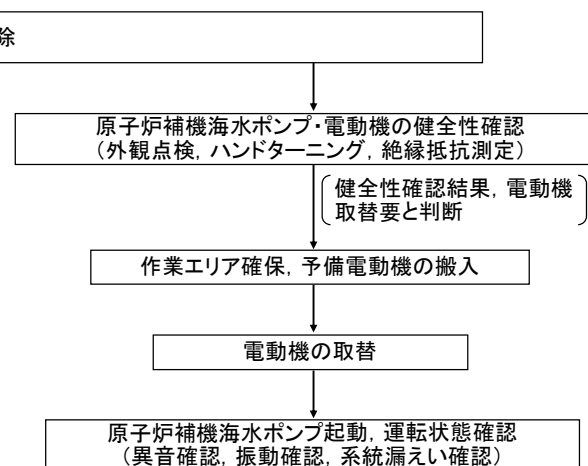 除
原子炉補機海水ポンプ・電動機の健全性確認
（外観点検，ハンドターニング，絶縁抵抗測定）
健全性確認結果，電動機
取替要と判断
作業エリア確保，予備電動機の搬入
電動機の取替
原子炉補機海水ポンプ起動，運転状態確認
（異音確認，振動確認，系統漏えい確認）